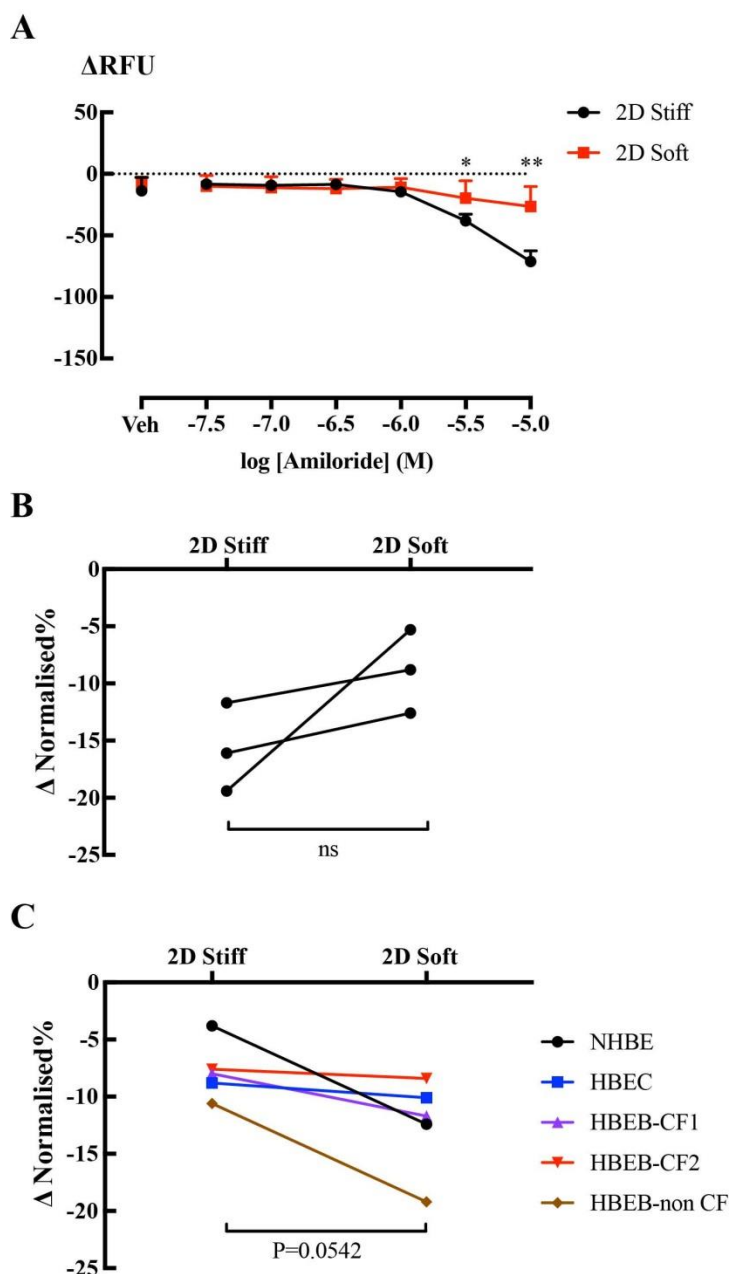 A
ΔRFU
2D Stiff
2D Soft
50
0
-50
-100
-150
* **
Veh -7.5 -7.0 -6.5 -6.0 -5.5 -5.0
log [Amiloride] (M)
B
2D Stiff 2D Soft
0
-5
-10
-15
-20
-25
Δ Normalised%
ns
C
2D Stiff 2D Soft
0
-5
-10
-15
-20
-25
Δ Normalised%
P=0.0542
NHBE
HBEC
HBEB-CF1
HBEB-CF2
HBEB-non CF